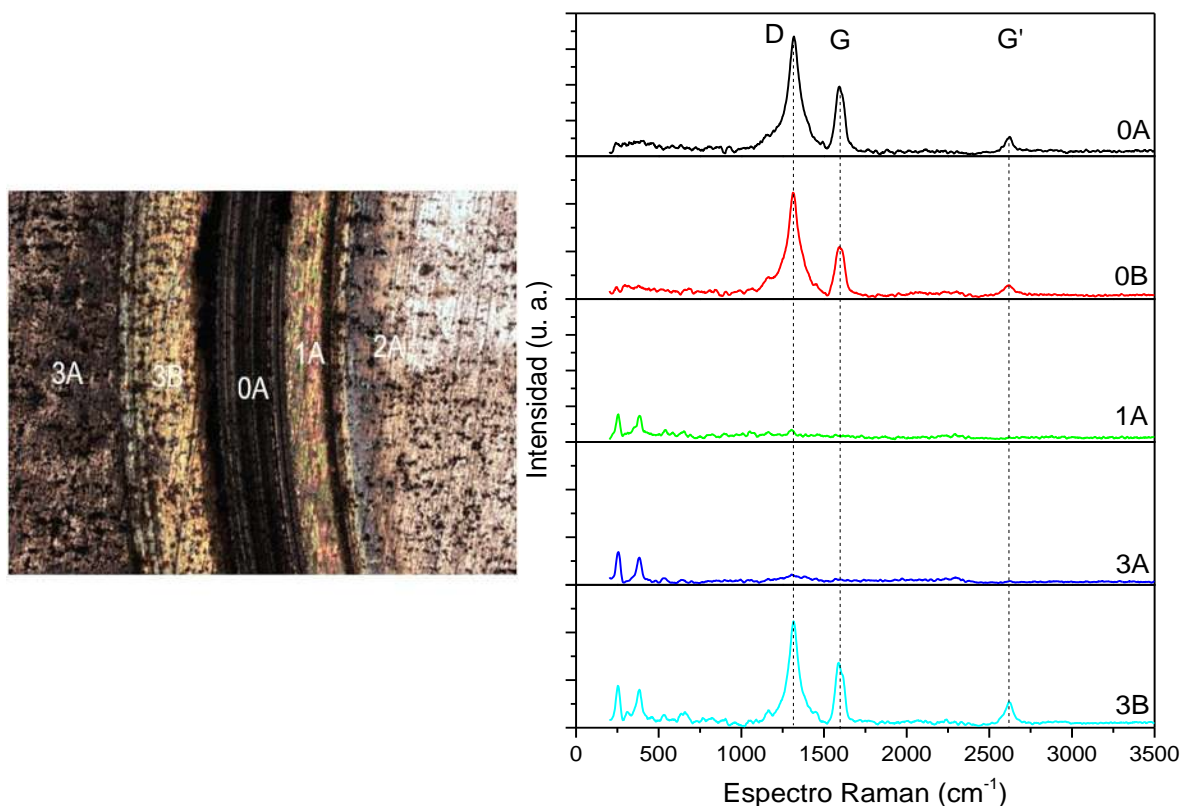 3A 3B 0A 1A 2A
D G G'
0A
0B
1A
3A
3B
Intensidad (u. a.)
0 500 1000 1500 2000 2500 3000 3500
Espectro Raman (cm⁻¹)